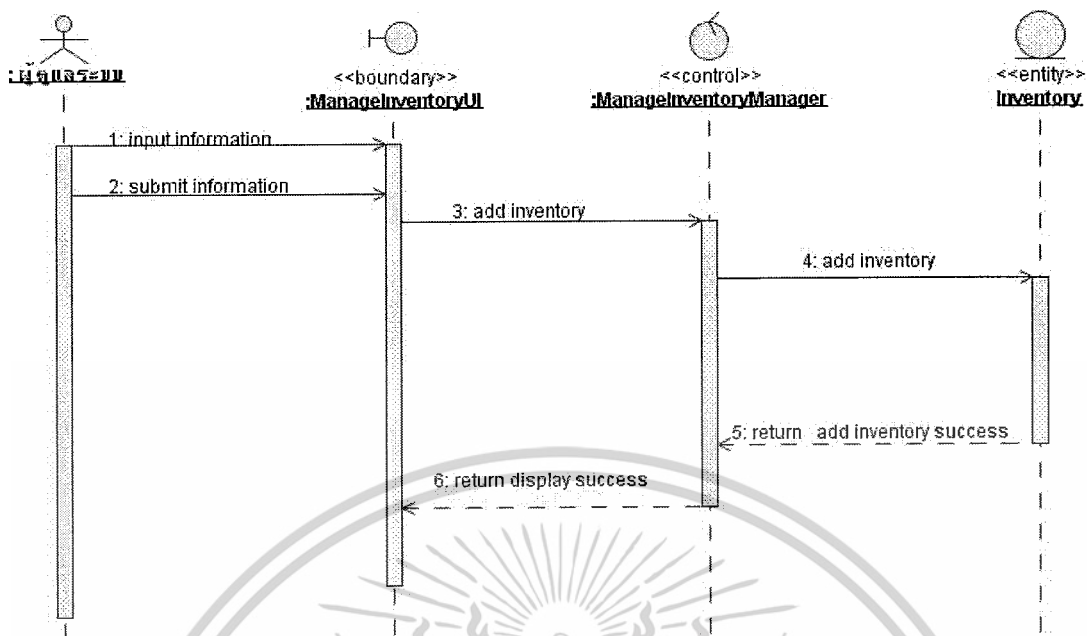 : ผู้ดูแลระบบ
<<boundary>>
:ManageInventoryUI
<<control>>
:ManageInventoryManager
<<entity>>
Inventory
1: input information
2: submit information
3: add inventory
4: add inventory
5: return add inventory success
6: return display success